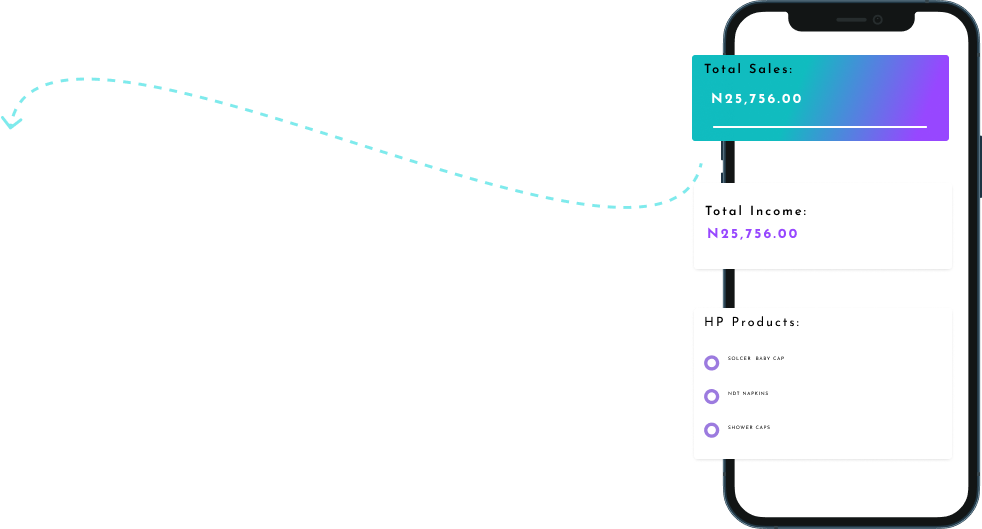 Total Sales:
N25,756.00
Total Income:
N25,756.00
HP Products:
SOLCER BABY CAP
NDT NAPKINS
SHOWER CAPS